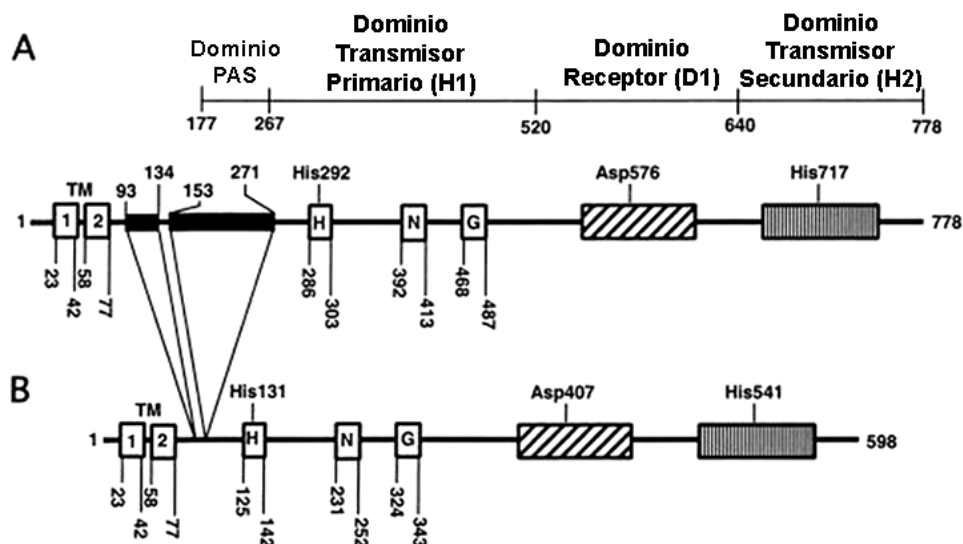 A
Dominio
PAS
Dominio
Transmisor
Primario (H1)
Dominio
Receptor (D1)
Dominio
Transmisor
Secundario (H2)
177 267 520 640 778
93 134 153 271 His292 Asp576 His717
TM
1 1 2 H N G 778
23 42 58 77 286 303 392 413 468 487
B
His131 Asp407 His541
TM
1 1 2 H N G 598
23 42 58 77 125 142 231 252 324 343